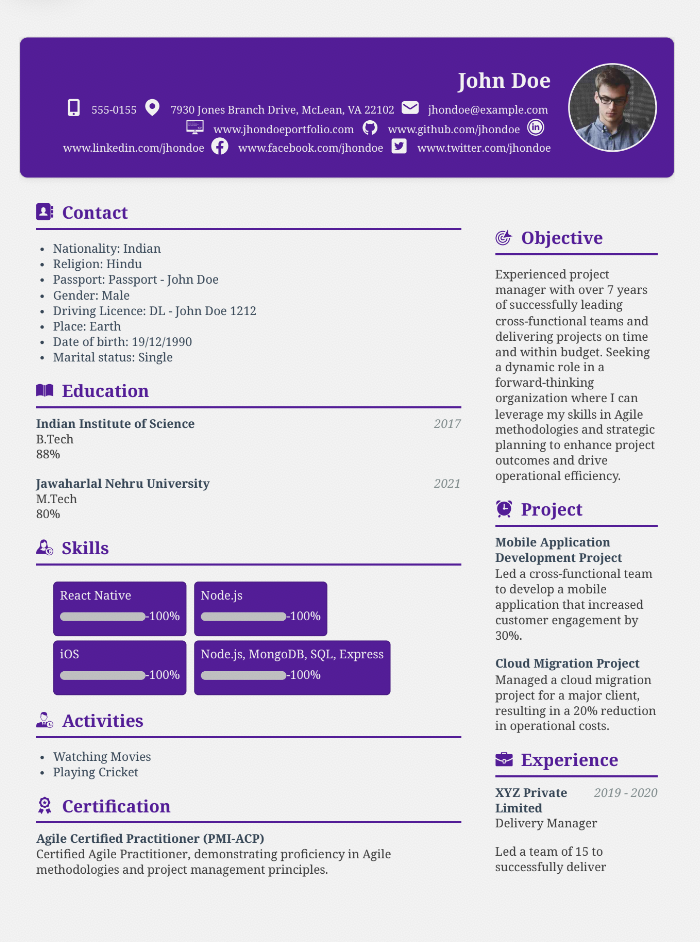 John Doe
555-0155 7930 Jones Branch Drive, McLean, VA 22102 jhondoe@example.com
www.jhondoeportfolio.com www.github.com/jhondoe
www.linkedin.com/jhondoe www.facebook.com/jhondoe www.twitter.com/jhondoe
Contact
• Nationality: Indian
• Religion: Hindu
• Passport: Passport - John Doe
• Gender: Male
• Driving Licence: DL - John Doe 1212
• Place: Earth
• Date of birth: 19/12/1990
• Marital status: Single
Education
Indian Institute of Science 2017
B.Tech
88%
Jawaharlal Nehru University 2021
M.Tech
80%
Skills
React Native
-100%
Node.js
-100%
iOS
-100%
Node.js, MongoDB, SQL, Express
-100%
Activities
• Watching Movies
• Playing Cricket
Certification
Agile Certified Practitioner (PMI-ACP)
Certified Agile Practitioner, demonstrating proficiency in Agile
methodologies and project management principles.
Objective
Experienced project
manager with over 7 years
of successfully leading
cross-functional teams and
delivering projects on time
and within budget. Seeking
a dynamic role in a
forward-thinking
organization where I can
leverage my skills in Agile
methodologies and strategic
planning to enhance project
outcomes and drive
operational efficiency.
Project
Mobile Application
Development Project
Led a cross-functional team
to develop a mobile
application that increased
customer engagement by
30%.
Cloud Migration Project
Managed a cloud migration
project for a major client,
resulting in a 20% reduction
in operational costs.
Experience
XYZ Private 2019 - 2020
Limited
Delivery Manager
Led a team of 15 to
successfully deliver